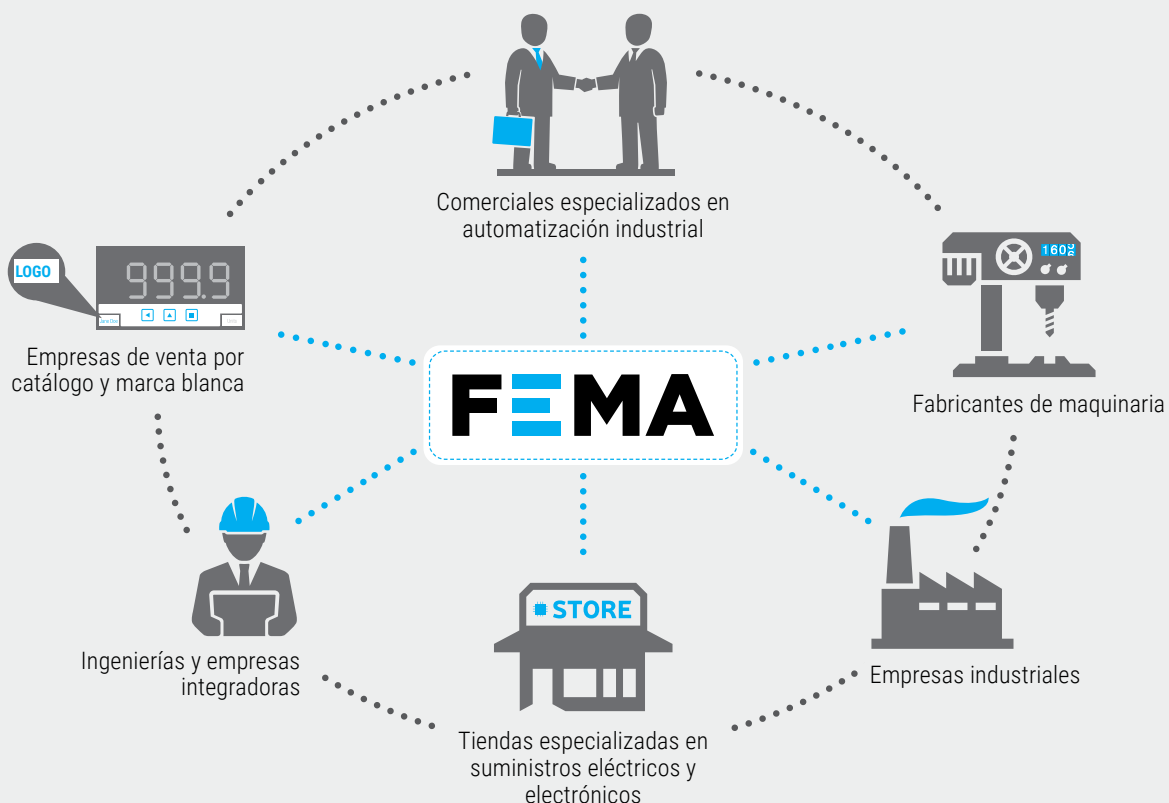 Comerciales especializados en
automatización industrial
LOGO
999.9
160
Empresas de venta por
catálogo y marca blanca
FEMA
Fabricantes de maquinaria
STORE
Ingenierías y empresas
integradoras
Empresas industriales
Tiendas especializadas en
suministros eléctricos y
electrónicos